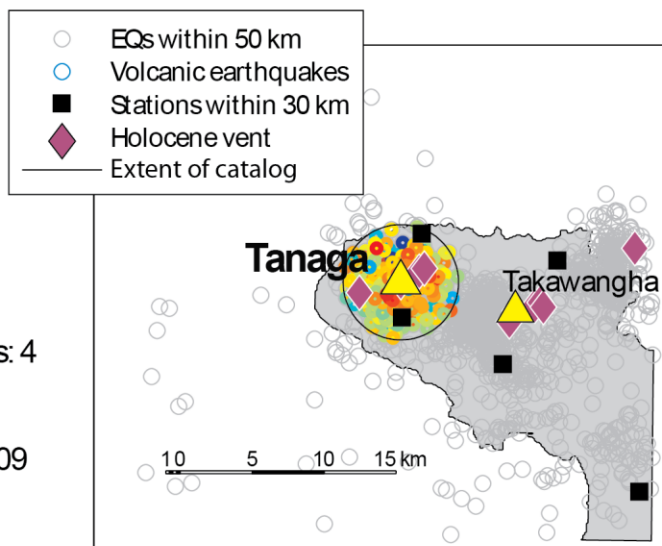 EQs within 50 km
Volcanic earthquakes
Stations within 30 km
Holocene vent
Extent of catalog
Tanaga
Takawangha
s: 4
09
10 5 10 15 km